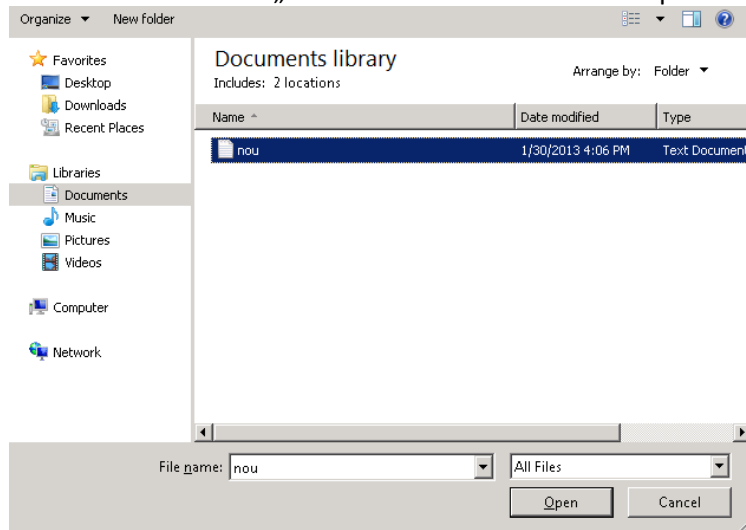 Organize New folder
Favorites
Desktop
Downloads
Recent Places
Libraries
Documents
Music
Pictures
Videos
Computer
Network
Documents library
Includes: 2 locations
Arrange by: Folder
Name Date modified Type
nou 1/30/2013 4:06 PM Text Documen
File name: nou All Files
Open Cancel